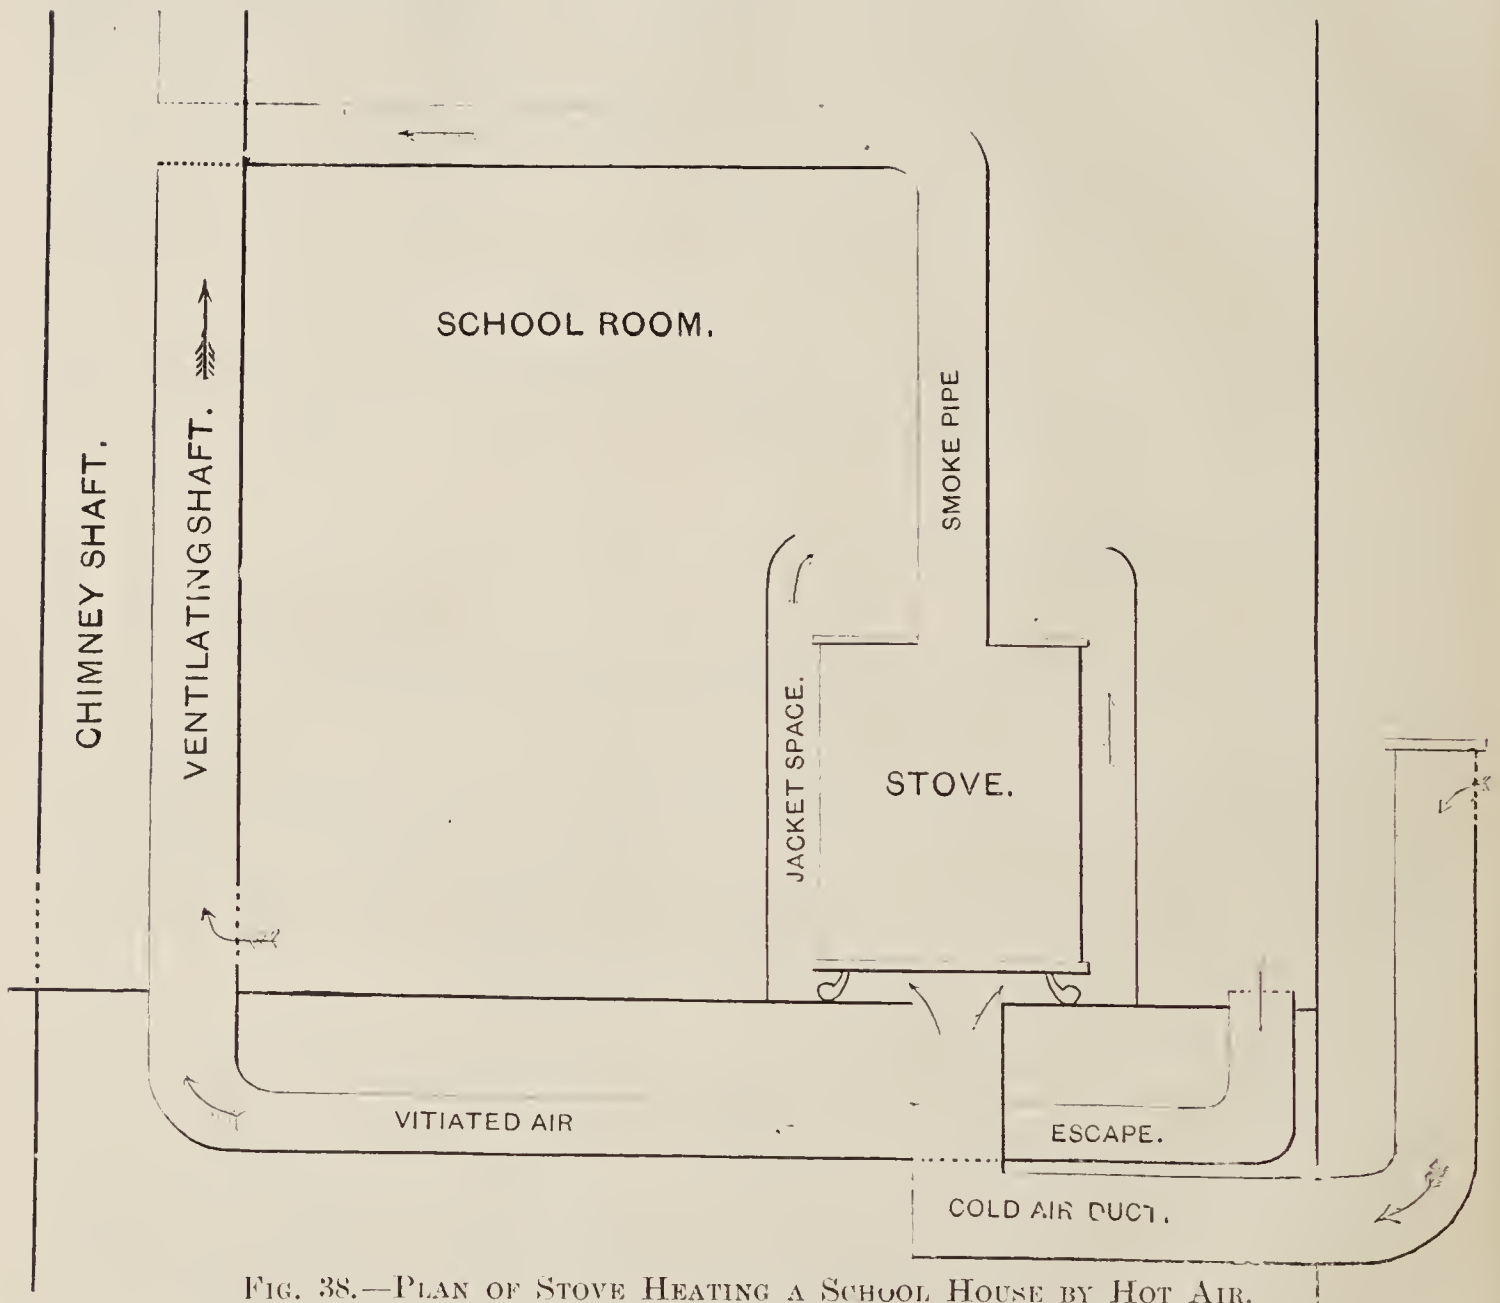 SCHOOL ROOM.
SMOKE PIPE
CHIMNEY SHAFT.
VENTILATING SHAFT.
JACKET SPACE.
STOVE.
VITIATED AIR
ESCAPE.
COLD AIR DUCT.
FIG. 38.—PLAN OF STOVE HEATING A SCHOOL HOUSE BY HOT AIR.